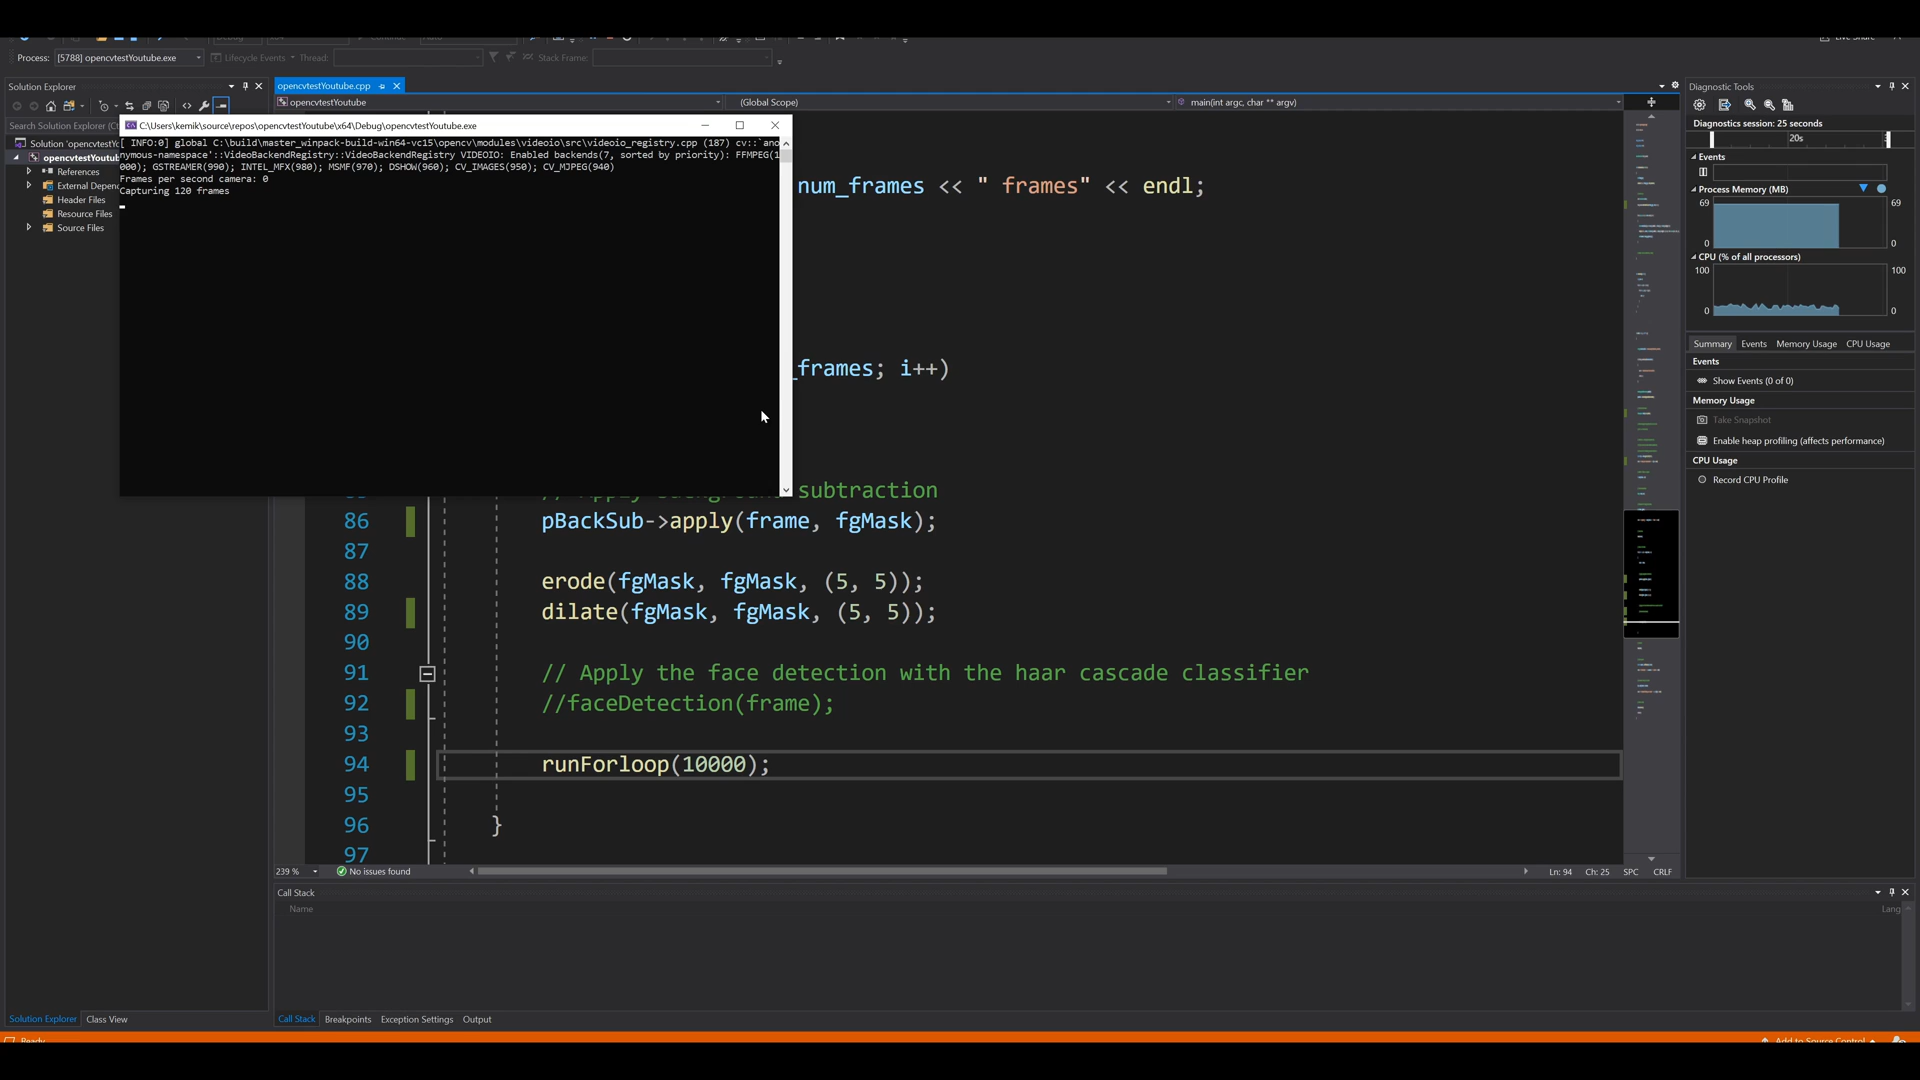 Process: [5788] opencvtestYoutube.exe Lifecycle Events Thread: Stack Frame:
Solution Explorer
Search Solution Explorer
Solution 'opencvtestYo
opencvtestYoutub
References
External Depen
Header Files
Resource Files
Source Files
Solution Explorer Class View
C:\Users\kemik\source\repos\opencvtestYoutube\x64\Debug\opencvtestYoutube.exe
[ INFO:0] global C:\build\master_winpack-build-win64-vc15\opencv\modules\videoio\src\videoio_registry.cpp (187) cv::`ano
nymous-namespace'::VideoBackendRegistry::VideoBackendRegistry VIDEOIO: Enabled backends(7, sorted by priority): FFMPEG(1
000); GSTREAMER(990); INTEL_MFX(980); MSMF(970); DSHOW(960); CV_IMAGES(950); CV_MJPEG(940)
Frames per second camera: 0
Capturing 120 frames
opencvtestYoutube.cpp
opencvtestYoutube (Global Scope) main(int argc, char ** argv)
num_frames << " frames" << endl;
_frames; i++)
subtraction
86 pBackSub->apply(frame, fgMask);
87
88 erode(fgMask, fgMask, (5, 5));
89 dilate(fgMask, fgMask, (5, 5));
90
91 // Apply the face detection with the haar cascade classifier
92 //faceDetection(frame);
93
94 runForloop(10000);
95
96 }
97
239 % No issues found Ln: 94 Ch: 25 SPC CRLF
Call Stack
Name Lang
Call Stack Breakpoints Exception Settings Output
Diagnostic Tools
Diagnostics session: 25 seconds
20s
Events
Process Memory (MB)
69 69
0 0
CPU (% of all processors)
100 100
0 0
Summary Events Memory Usage CPU Usage
Events
Show Events (0 of 0)
Memory Usage
Take Snapshot
Enable heap profiling (affects performance)
CPU Usage
Record CPU Profile
Ready
Add to Source Control